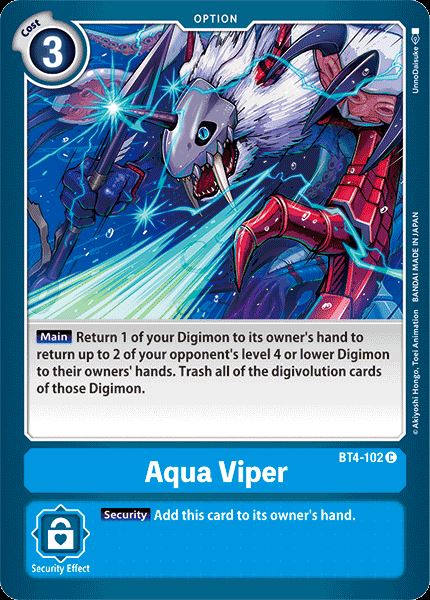 OPTION
Cost
3
UnnoDaisuke
Main Return 1 of your Digimon to its owner's hand to
return up to 2 of your opponent's level 4 or lower Digimon
to their owners' hands. Trash all of the digivolution cards
of those Digimon.
©Akiyoshi Hongo, Toei Animation BANDAI MADE IN JAPAN
BT4-102 C
Aqua Viper
Security Add this card to its owner's hand.
Security Effect